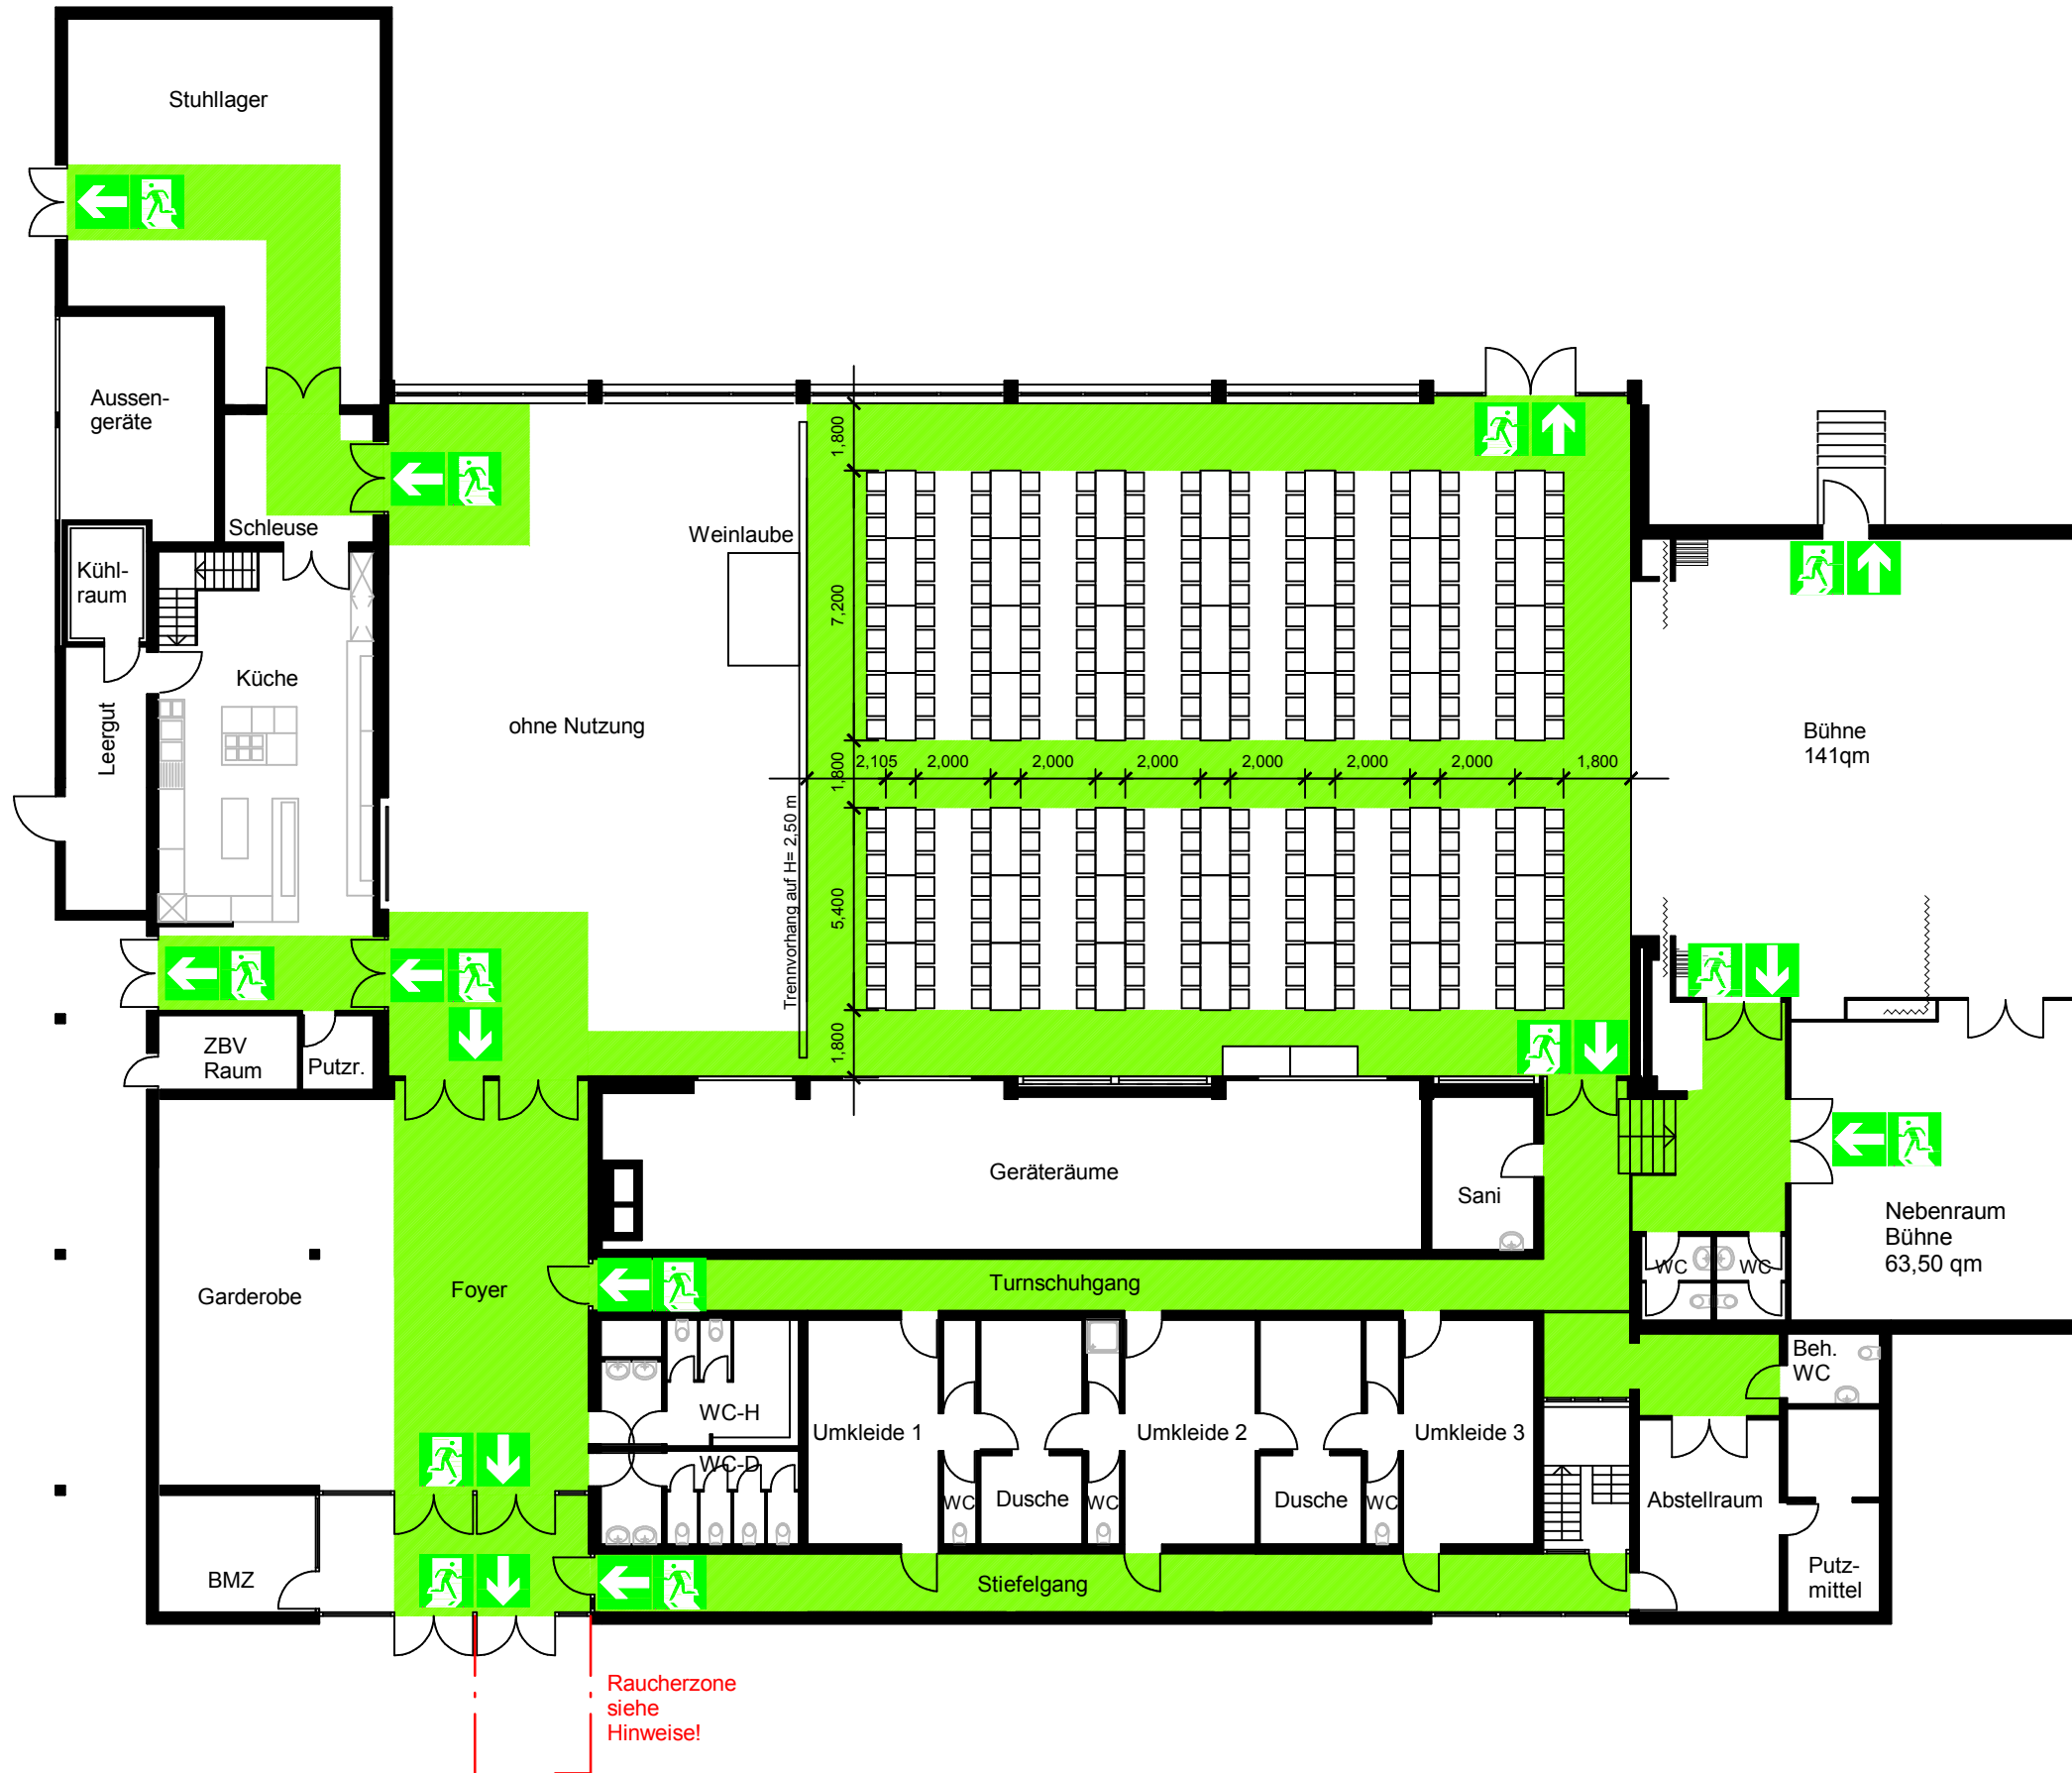 Stuhllager
Aussen-
geräte
Schleuse
Kühl-
raum
Küche
Leergut
ohne Nutzung
Weinlaube
Trennvorhang auf H= 2,50 m
1,800
7,200
1,800
5,400
1,800
2,105
2,000
2,000
2,000
2,000
2,000
2,000
1,800
Bühne
141qm
ZBV
Raum
Putzr.
Geräteräume
Sani
Nebenraum
Bühne
63,50 qm
WC
WC
Garderobe
Foyer
Turnschuhgang
Beh.
WC
WC-H
WC-D
Umkleide 1
Umkleide 2
Umkleide 3
WC
Dusche
WC
Dusche
WC
Abstellraum
Putz-
mittel
BMZ
Stiefelgang
Raucherzone
siehe
Hinweise!